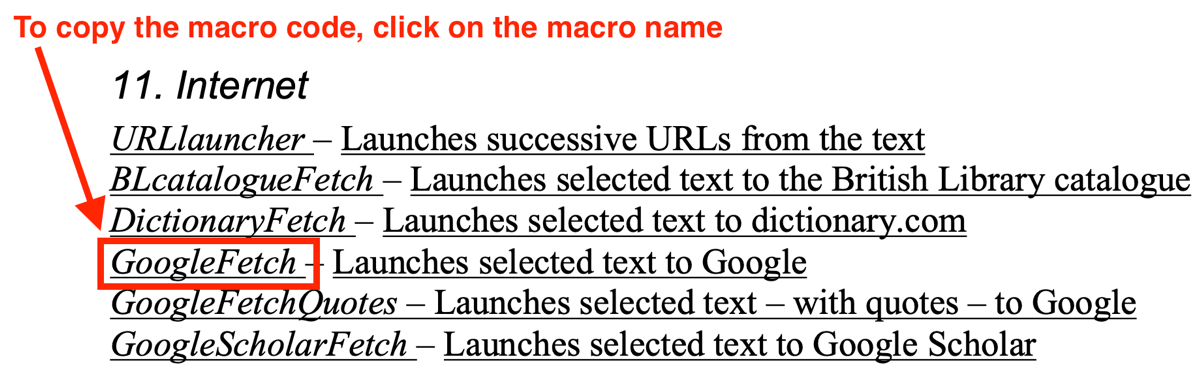 To copy the macro code, click on the macro name
11. Internet
URLlauncher – Launches successive URLs from the text
BLcatalogueFetch – Launches selected text to the British Library catalogue
DictionaryFetch – Launches selected text to dictionary.com
GoogleFetch – Launches selected text to Google
GoogleFetchQuotes – Launches selected text – with quotes – to Google
GoogleScholarFetch – Launches selected text to Google Scholar